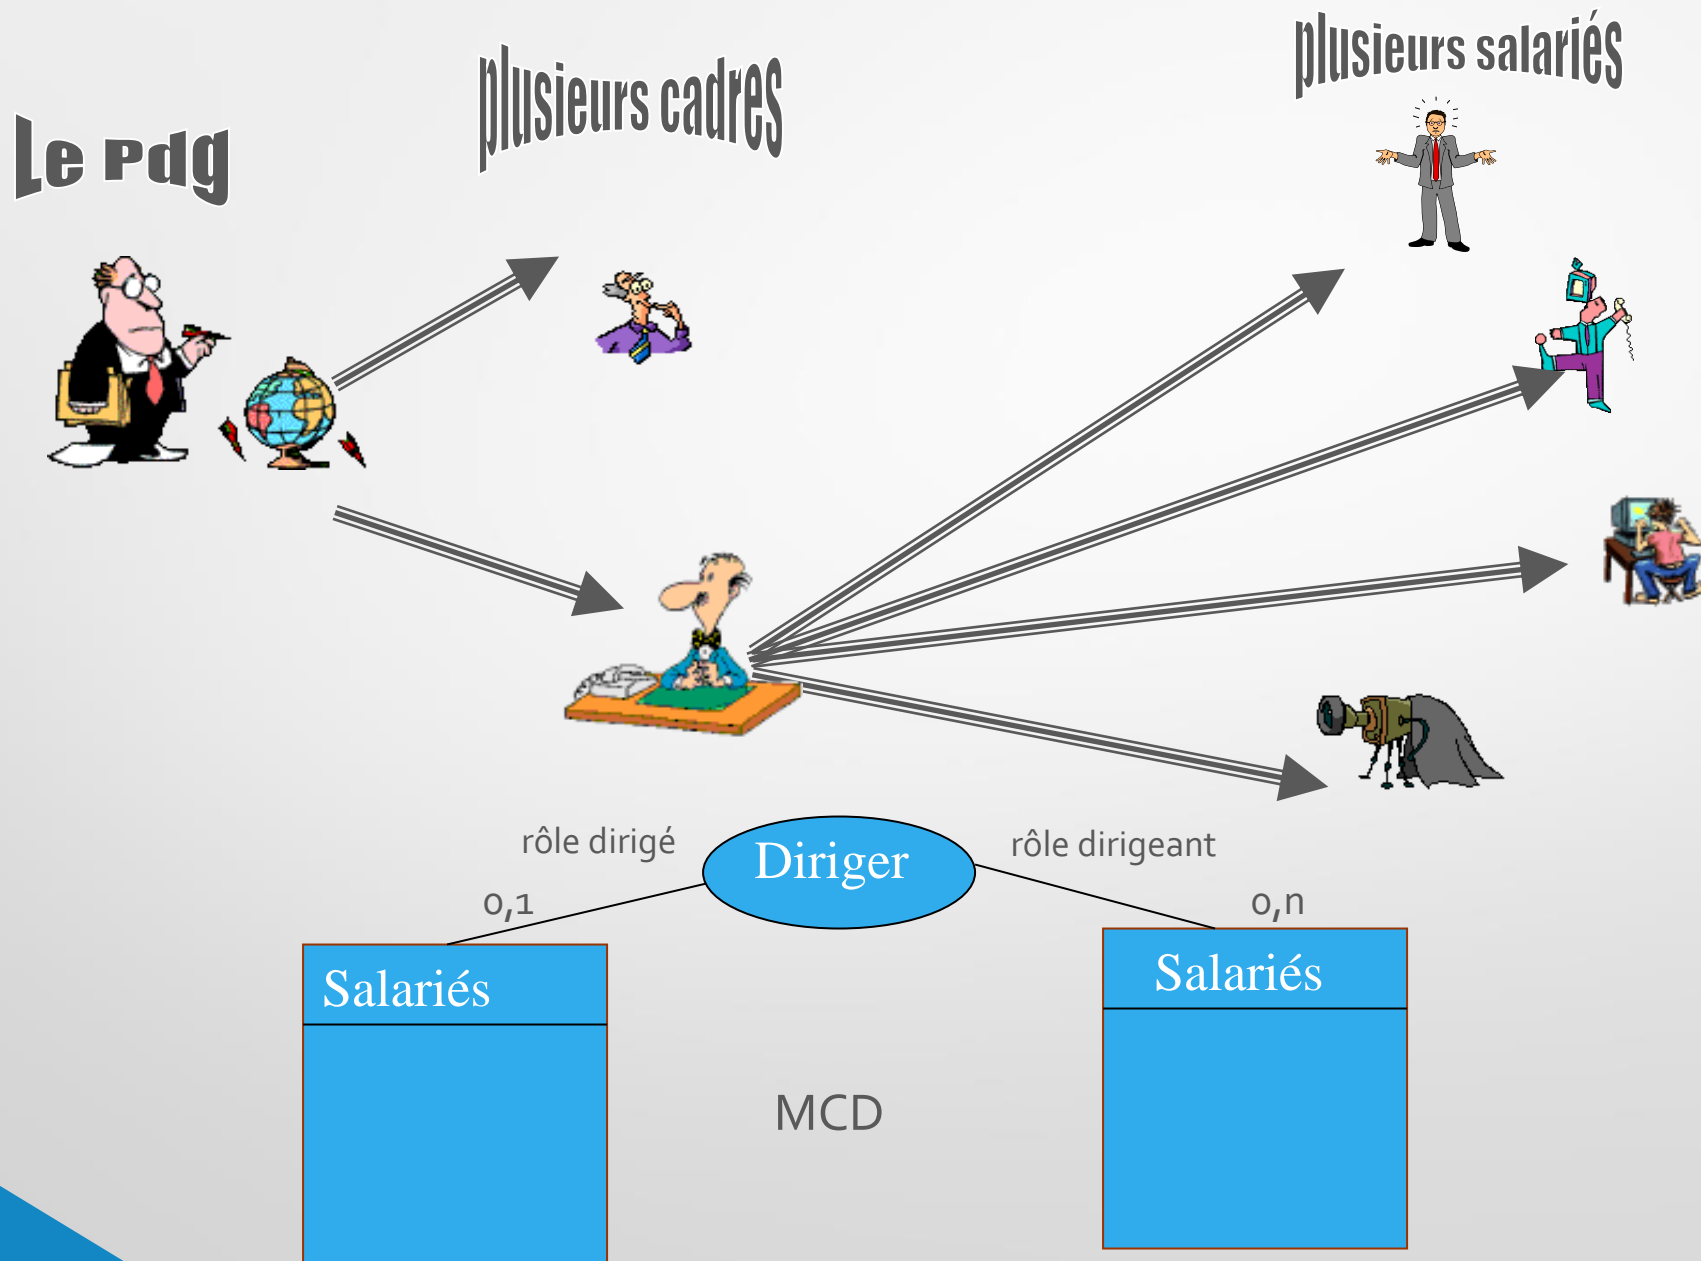 Le Pdg
plusieurs cadres
plusieurs salariés
rôle dirigé
Diriger
rôle dirigeant
0,1
0,n
Salariés
Salariés
MCD